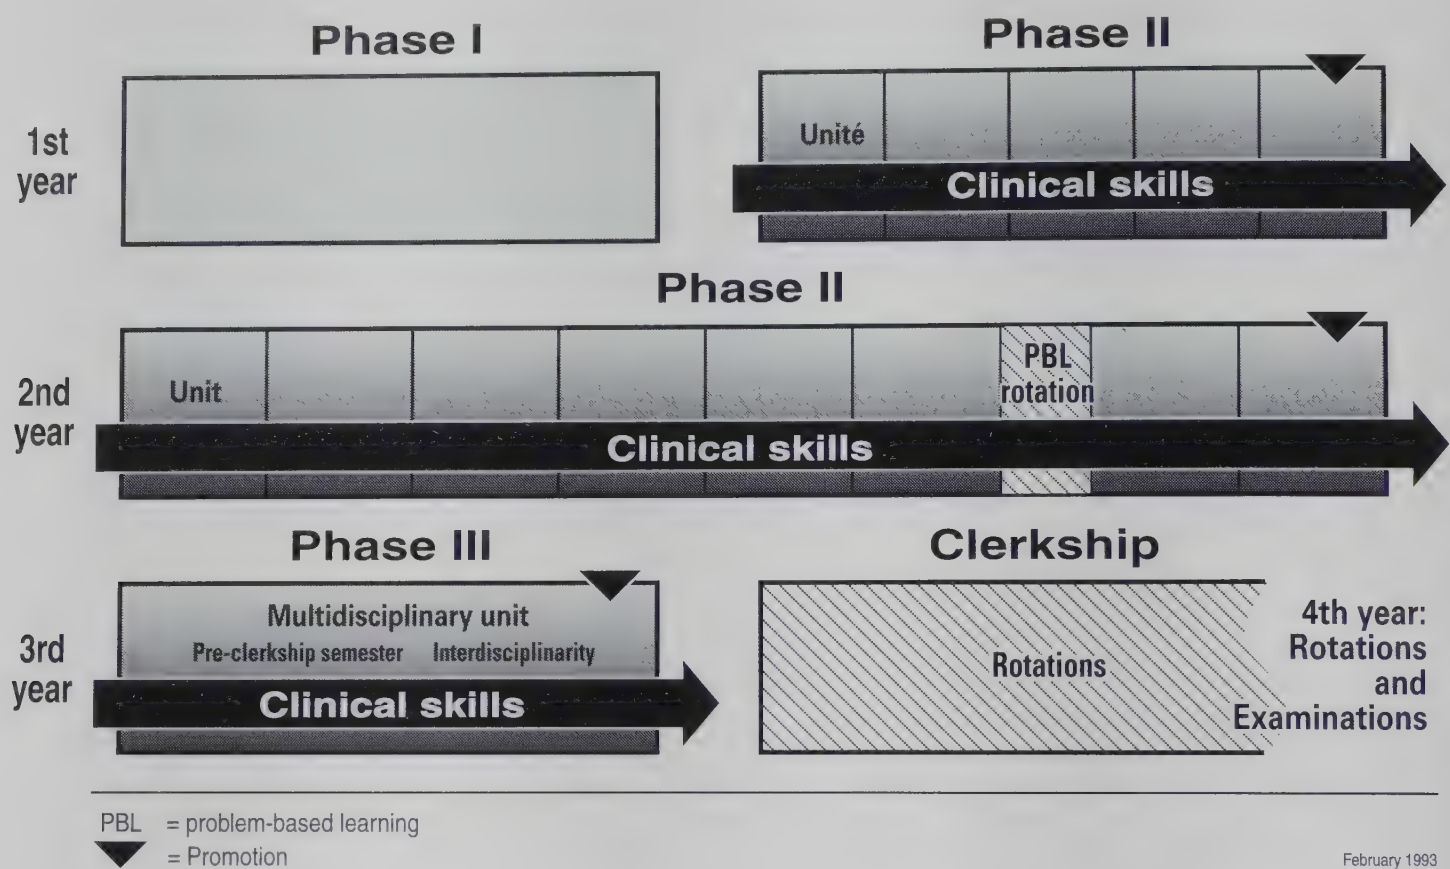 Phase I
Phase II
1st
year
Unité
Clinical skills
Phase II
2nd
year
Unit
PBL
rotation
Clinical skills
Phase III
Clerkship
3rd
year
Multidisciplinary unit
Pre-clerkship semester Interdisciplinarity
Clinical skills
Rotations
4th year:
Rotations
and
Examinations
PBL = problem-based learning
= Promotion
February 1993